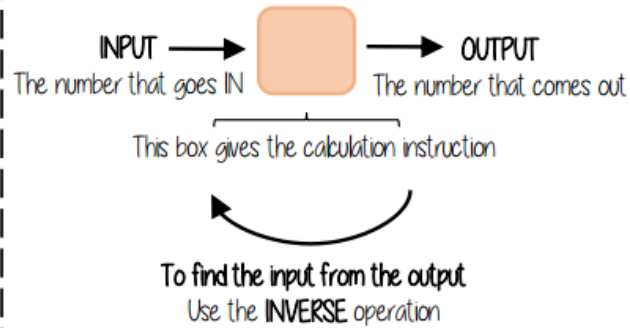 INPUT
OUTPUT
The number that goes IN
The number that comes out
This box gives the calculation instruction
To find the input from the output
Use the INVERSE operation